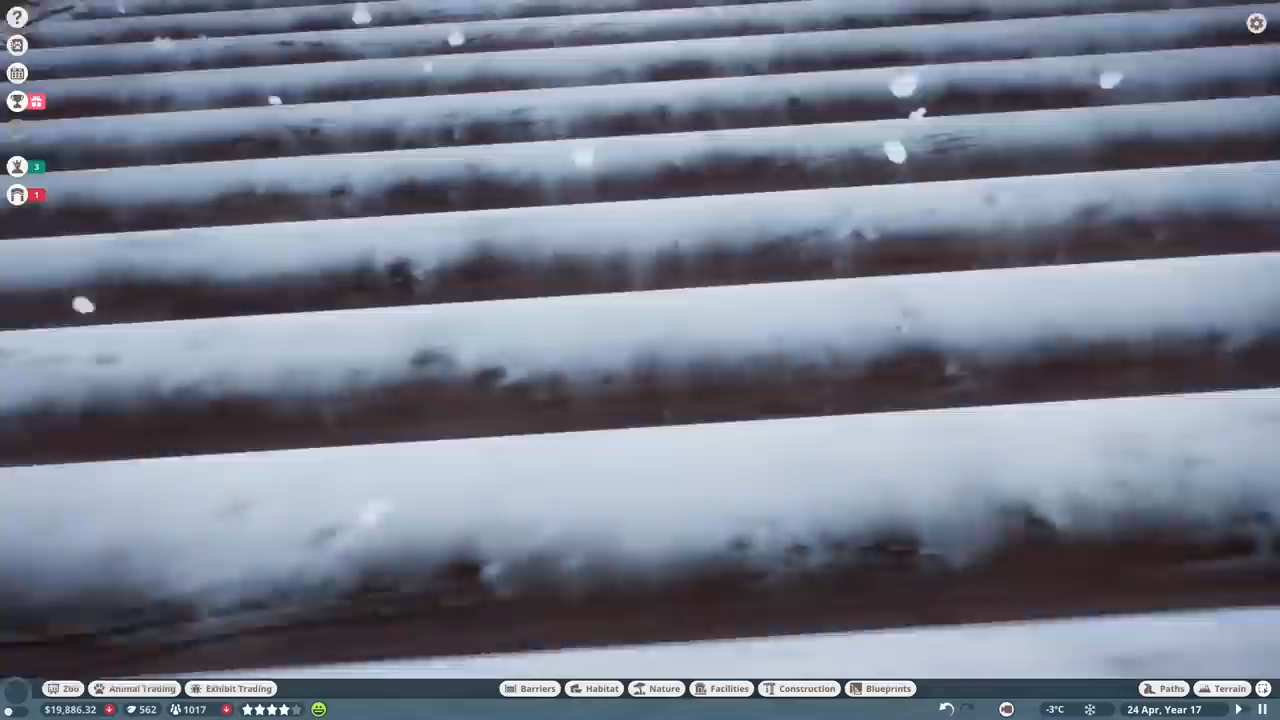 ?
3
1
Zoo Animal Trading Exhibit Trading Barriers Habitat Nature Facilities Construction Blueprints Paths Terrain
$19,886.32 562 1017 -3°C 24 Apr, Year 17